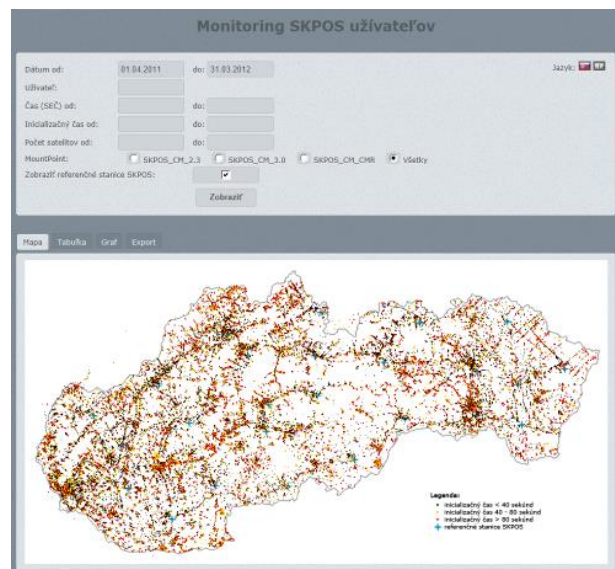 Monitoring SKPOS užívateľov
Dátum od: 01.04.2011 do: 31.03.2012 Jazyk:
Užívateľ:
Čas (SEČ) od: do:
Inicializačný čas od: do:
Počet satelitov od: do:
MountPoint: SKPOS_CM_2.3 SKPOS_CM_3.0 SKPOS_CM_CMR Všetky
Zobraziť referenčné stanice SKPOS:
Zobraziť
Mapa Tabuľka Graf Export
Legenda:
inicializačný čas < 40 sekúnd
inicializačný čas 40 - 80 sekúnd
inicializačný čas > 80 sekúnd
referenčné stanice SKPOS